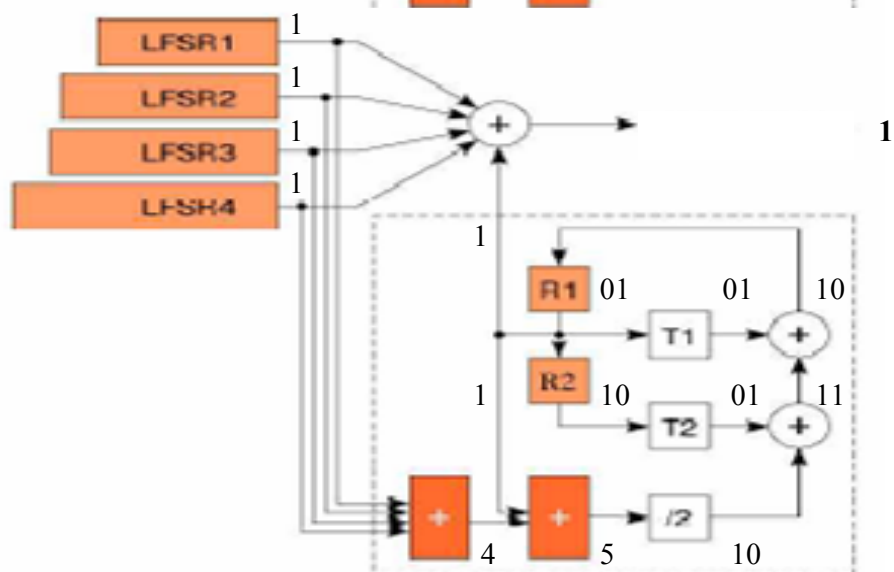 LFSR1 1
LFSR2 1
LFSR3 1
LFSR4 1
+ 1
1
R1 01 01 10
T1 +
R2 10 01 11
1 T2 +
+ + /2
4 5 10